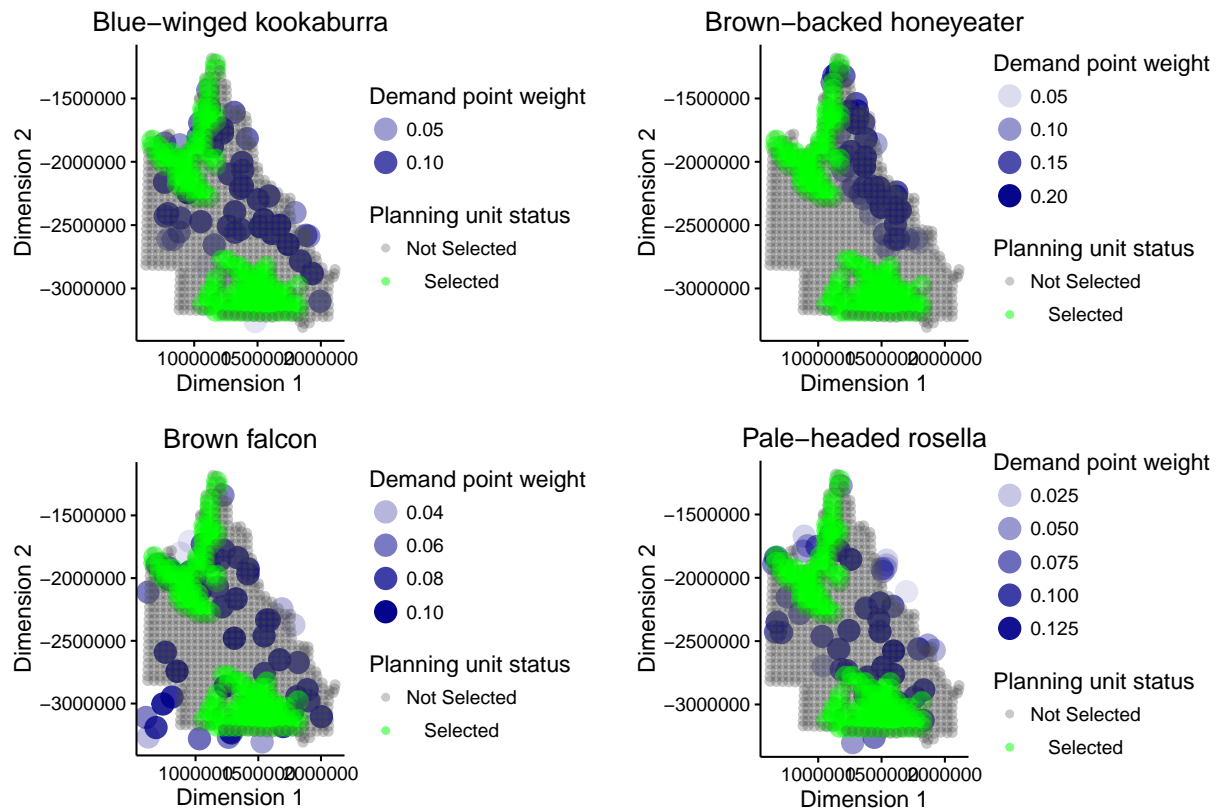 Blue−winged kookaburra
Dimension 2
−1500000
−2000000
−2500000
−3000000
1000000 1500000 2000000
Dimension 1
Demand point weight
0.05
0.10
Planning unit status
Not Selected
Selected
Brown−backed honeyeater
Dimension 2
−1500000
−2000000
−2500000
−3000000
1000000 1500000 2000000
Dimension 1
Demand point weight
0.05
0.10
0.15
0.20
Planning unit status
Not Selected
Selected
Brown falcon
Dimension 2
−1500000
−2000000
−2500000
−3000000
1000000 1500000 2000000
Dimension 1
Demand point weight
0.04
0.06
0.08
0.10
Planning unit status
Not Selected
Selected
Pale−headed rosella
Dimension 2
−1500000
−2000000
−2500000
−3000000
1000000 1500000 2000000
Dimension 1
Demand point weight
0.025
0.050
0.075
0.100
0.125
Planning unit status
Not Selected
Selected